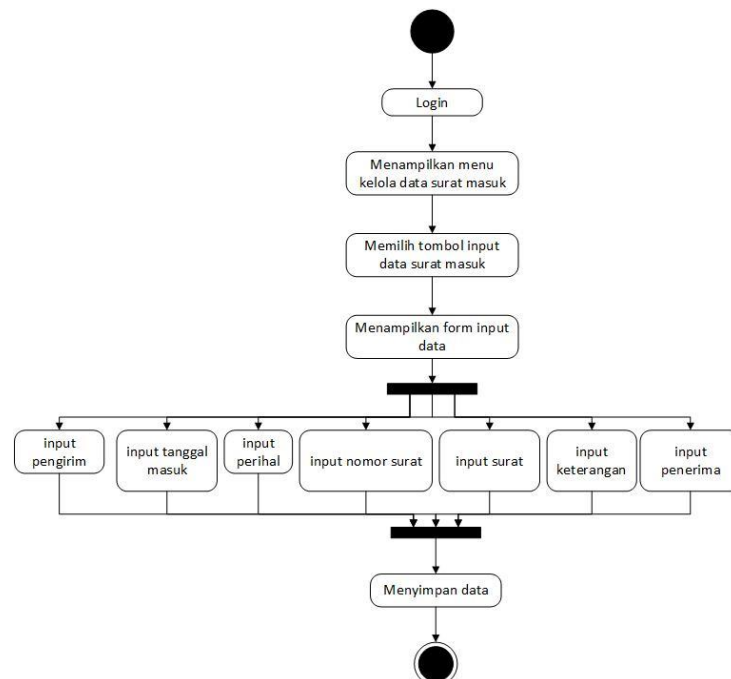 Login
Menampilkan menu
kelola data surat masuk
Memilih tombol input
data surat masuk
Menampilkan form input
data
input
pengirim
input tanggal
masuk
input
perihal
input nomor surat
input surat
input
keterangan
input
penerima
Menyimpan data